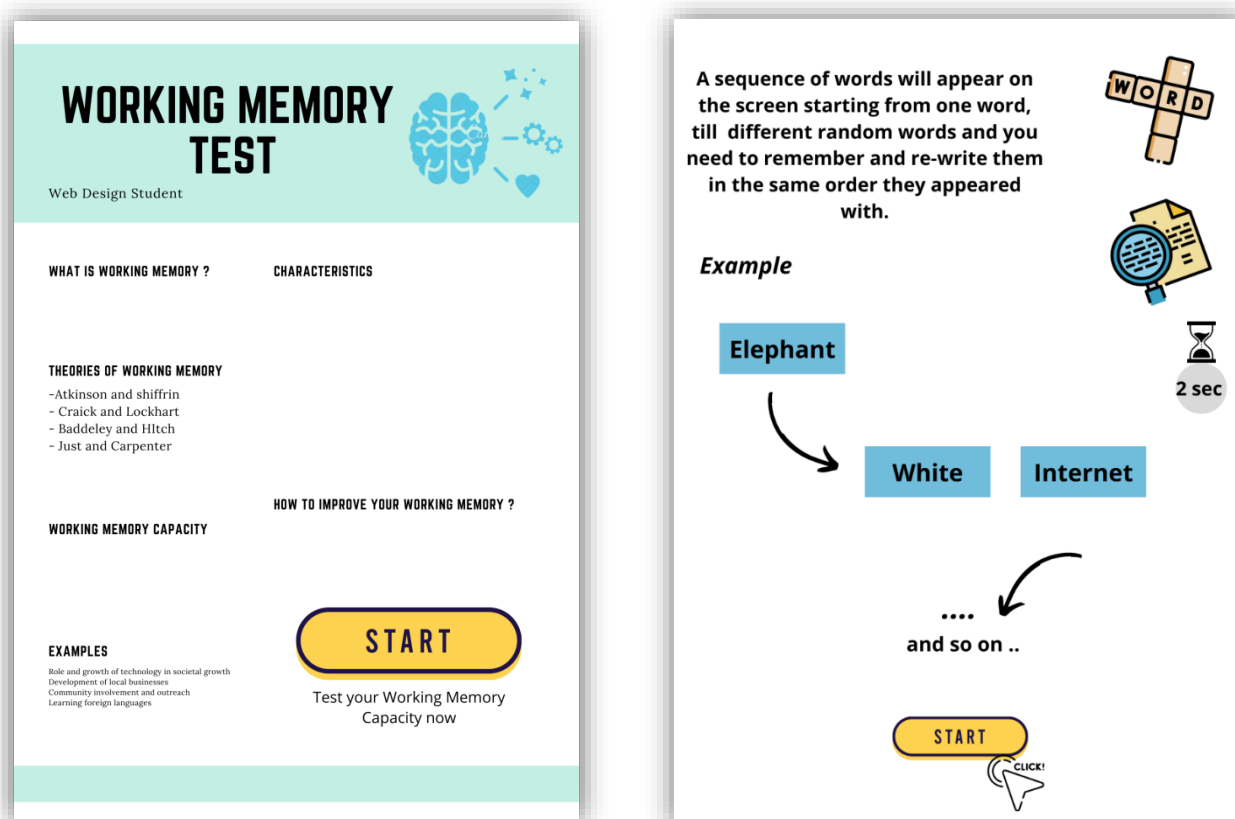 WORKING MEMORY
TEST
Web Design Student
WHAT IS WORKING MEMORY ?
CHARACTERISTICS
THEORIES OF WORKING MEMORY
-Atkinson and shiffrin
- Craick and Lockhart
- Baddeley and HItch
- Just and Carpenter
HOW TO IMPROVE YOUR WORKING MEMORY ?
WORKING MEMORY CAPACITY
EXAMPLES
Role and growth of technology in societal growth
Development of local businesses
Community involvement and outreach
Learning foreign languages
START
Test your Working Memory
Capacity now
A sequence of words will appear on
the screen starting from one word,
till different random words and you
need to remember and re-write them
in the same order they appeared
with.
WORD
Example
Elephant
2 sec
White Internet
....
and so on ..
START
CLICK!